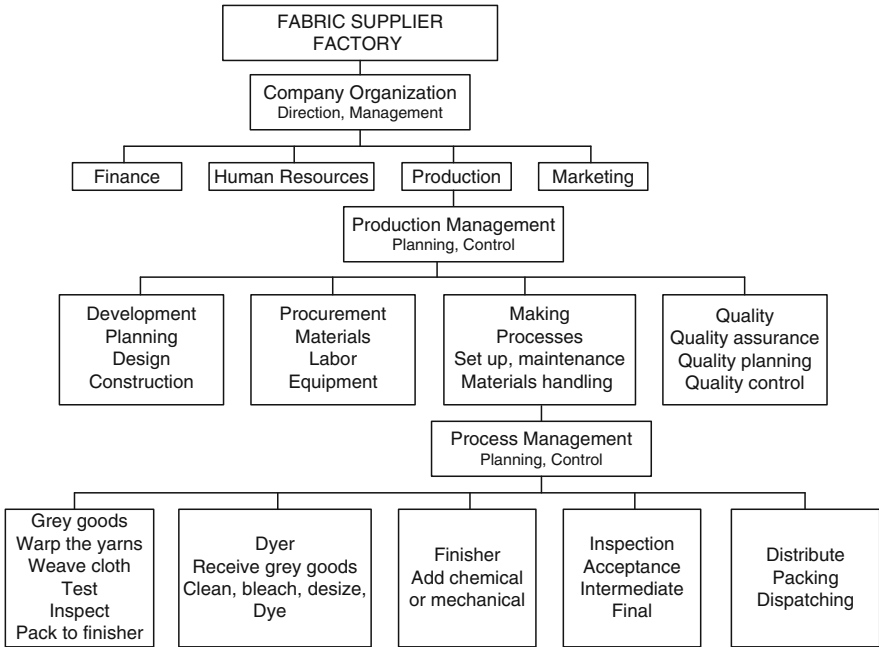 FABRIC SUPPLIER
FACTORY
Company Organization
Direction, Management
Finance
Human Resources
Production
Marketing
Production Management
Planning, Control
Development
Planning
Design
Construction
Procurement
Materials
Labor
Equipment
Making
Processes
Set up, maintenance
Materials handling
Quality
Quality assurance
Quality planning
Quality control
Process Management
Planning, Control
Grey goods
Warp the yarns
Weave cloth
Test
Inspect
Pack to finisher
Dyer
Receive grey goods
Clean, bleach, desize,
Dye
Finisher
Add chemical
or mechanical
Inspection
Acceptance
Intermediate
Final
Distribute
Packing
Dispatching